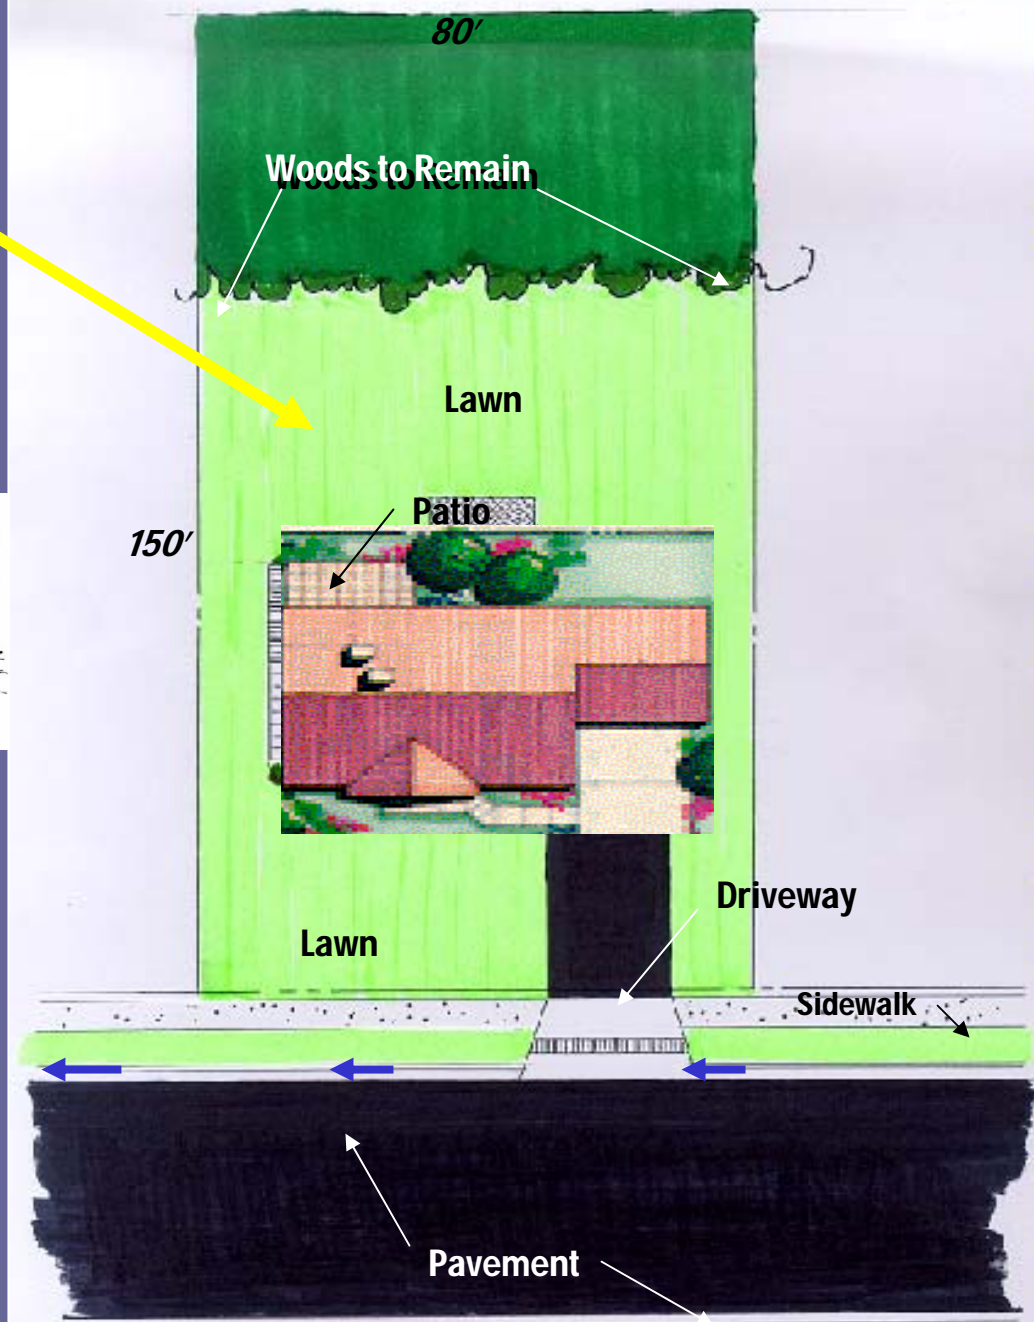 80'
Woods to Remain
Lawn
Patio
150'
Driveway
Lawn
Sidewalk
Pavement